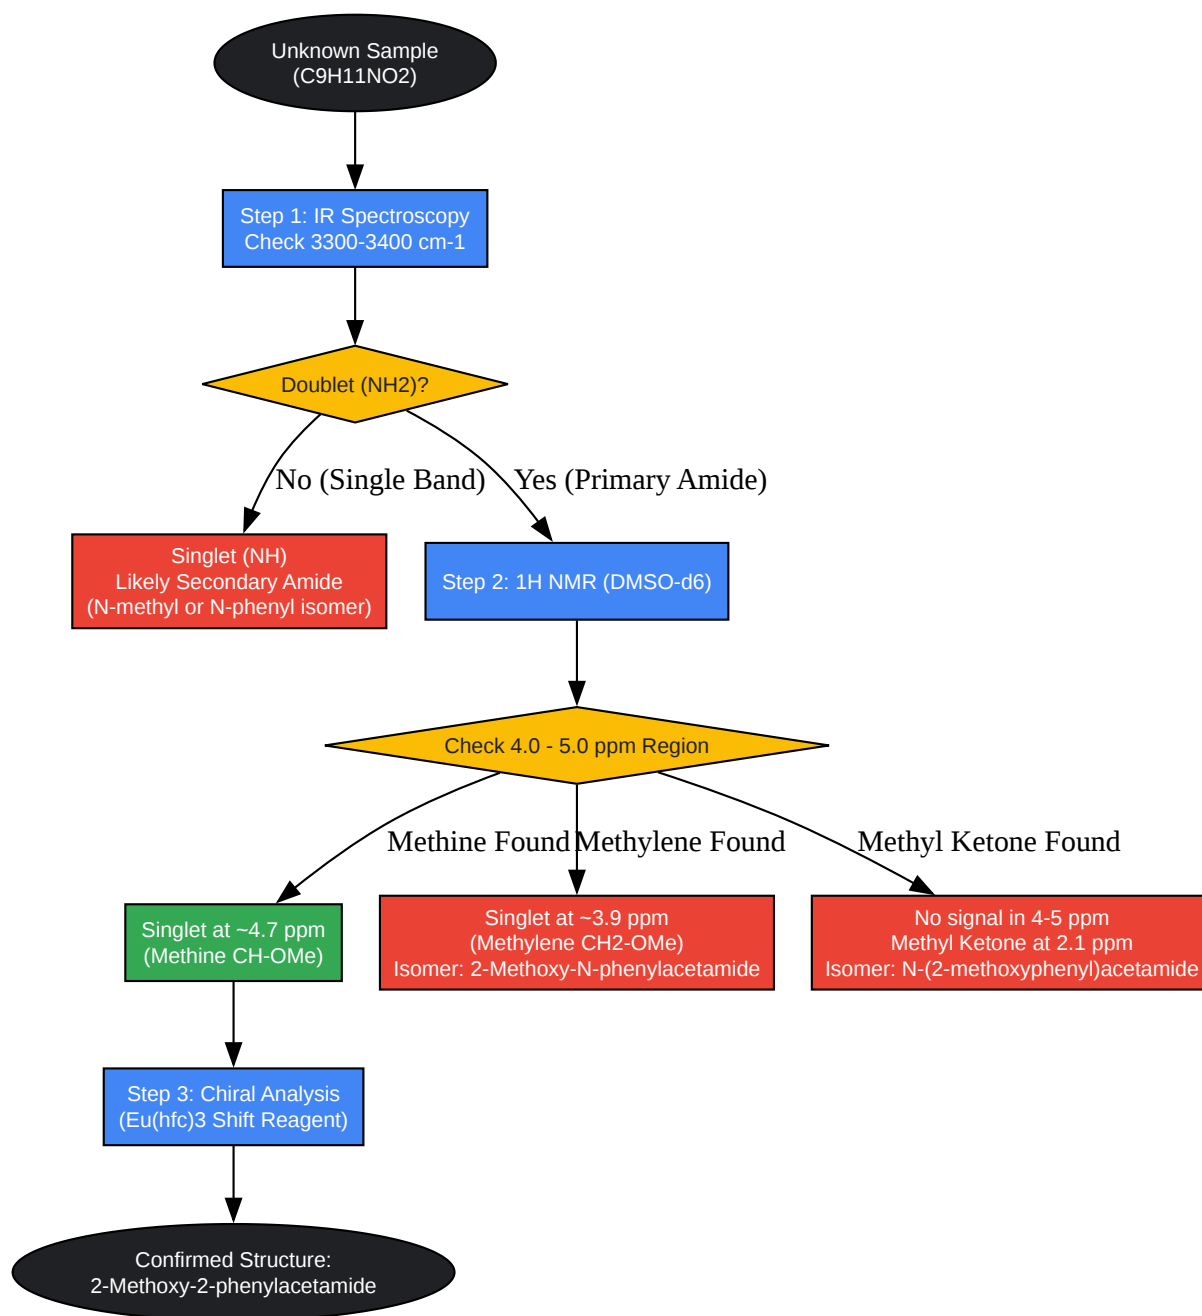 Unknown Sample
(C9H11NO2)
Step 1: IR Spectroscopy
Check 3300-3400 cm-1
Doublet (NH2)?
No (Single Band)
Yes (Primary Amide)
Singlet (NH)
Likely Secondary Amide
(N-methyl or N-phenyl isomer)
Step 2: 1H NMR (DMSO-d6)
Check 4.0 - 5.0 ppm Region
Methine Found
Methylene Found
Methyl Ketone Found
Singlet at ~4.7 ppm
(Methine CH-OMe)
Singlet at ~3.9 ppm
(Methylene CH2-OMe)
Isomer: 2-Methoxy-N-phenylacetamide
No signal in 4-5 ppm
Methyl Ketone at 2.1 ppm
Isomer: N-(2-methoxyphenyl)acetamide
Step 3: Chiral Analysis
(Eu(hfc)3 Shift Reagent)
Confirmed Structure:
2-Methoxy-2-phenylacetamide